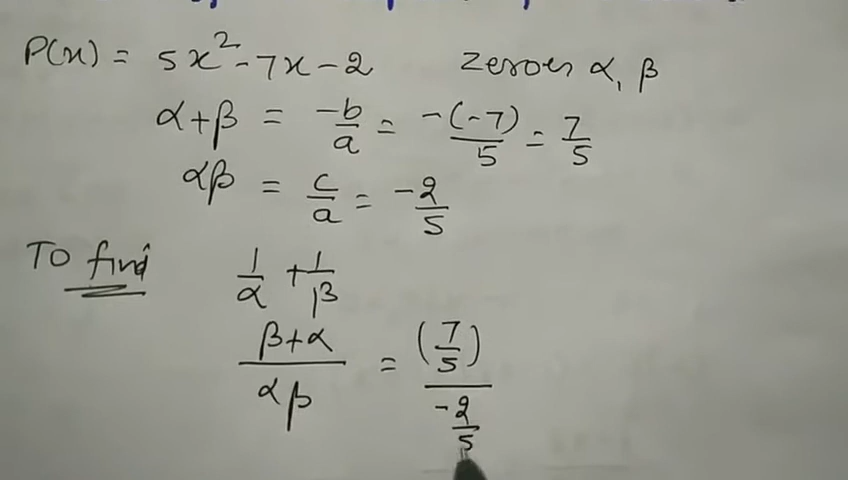 P(x) = 5x² - 7x - 2 zeroes α, β
α+β = -b/a = -(-7)/5 = 7/5
αβ = c/a = -2/5
To find 1/α + 1/β
β+α/αβ = (7/5)/-2/5